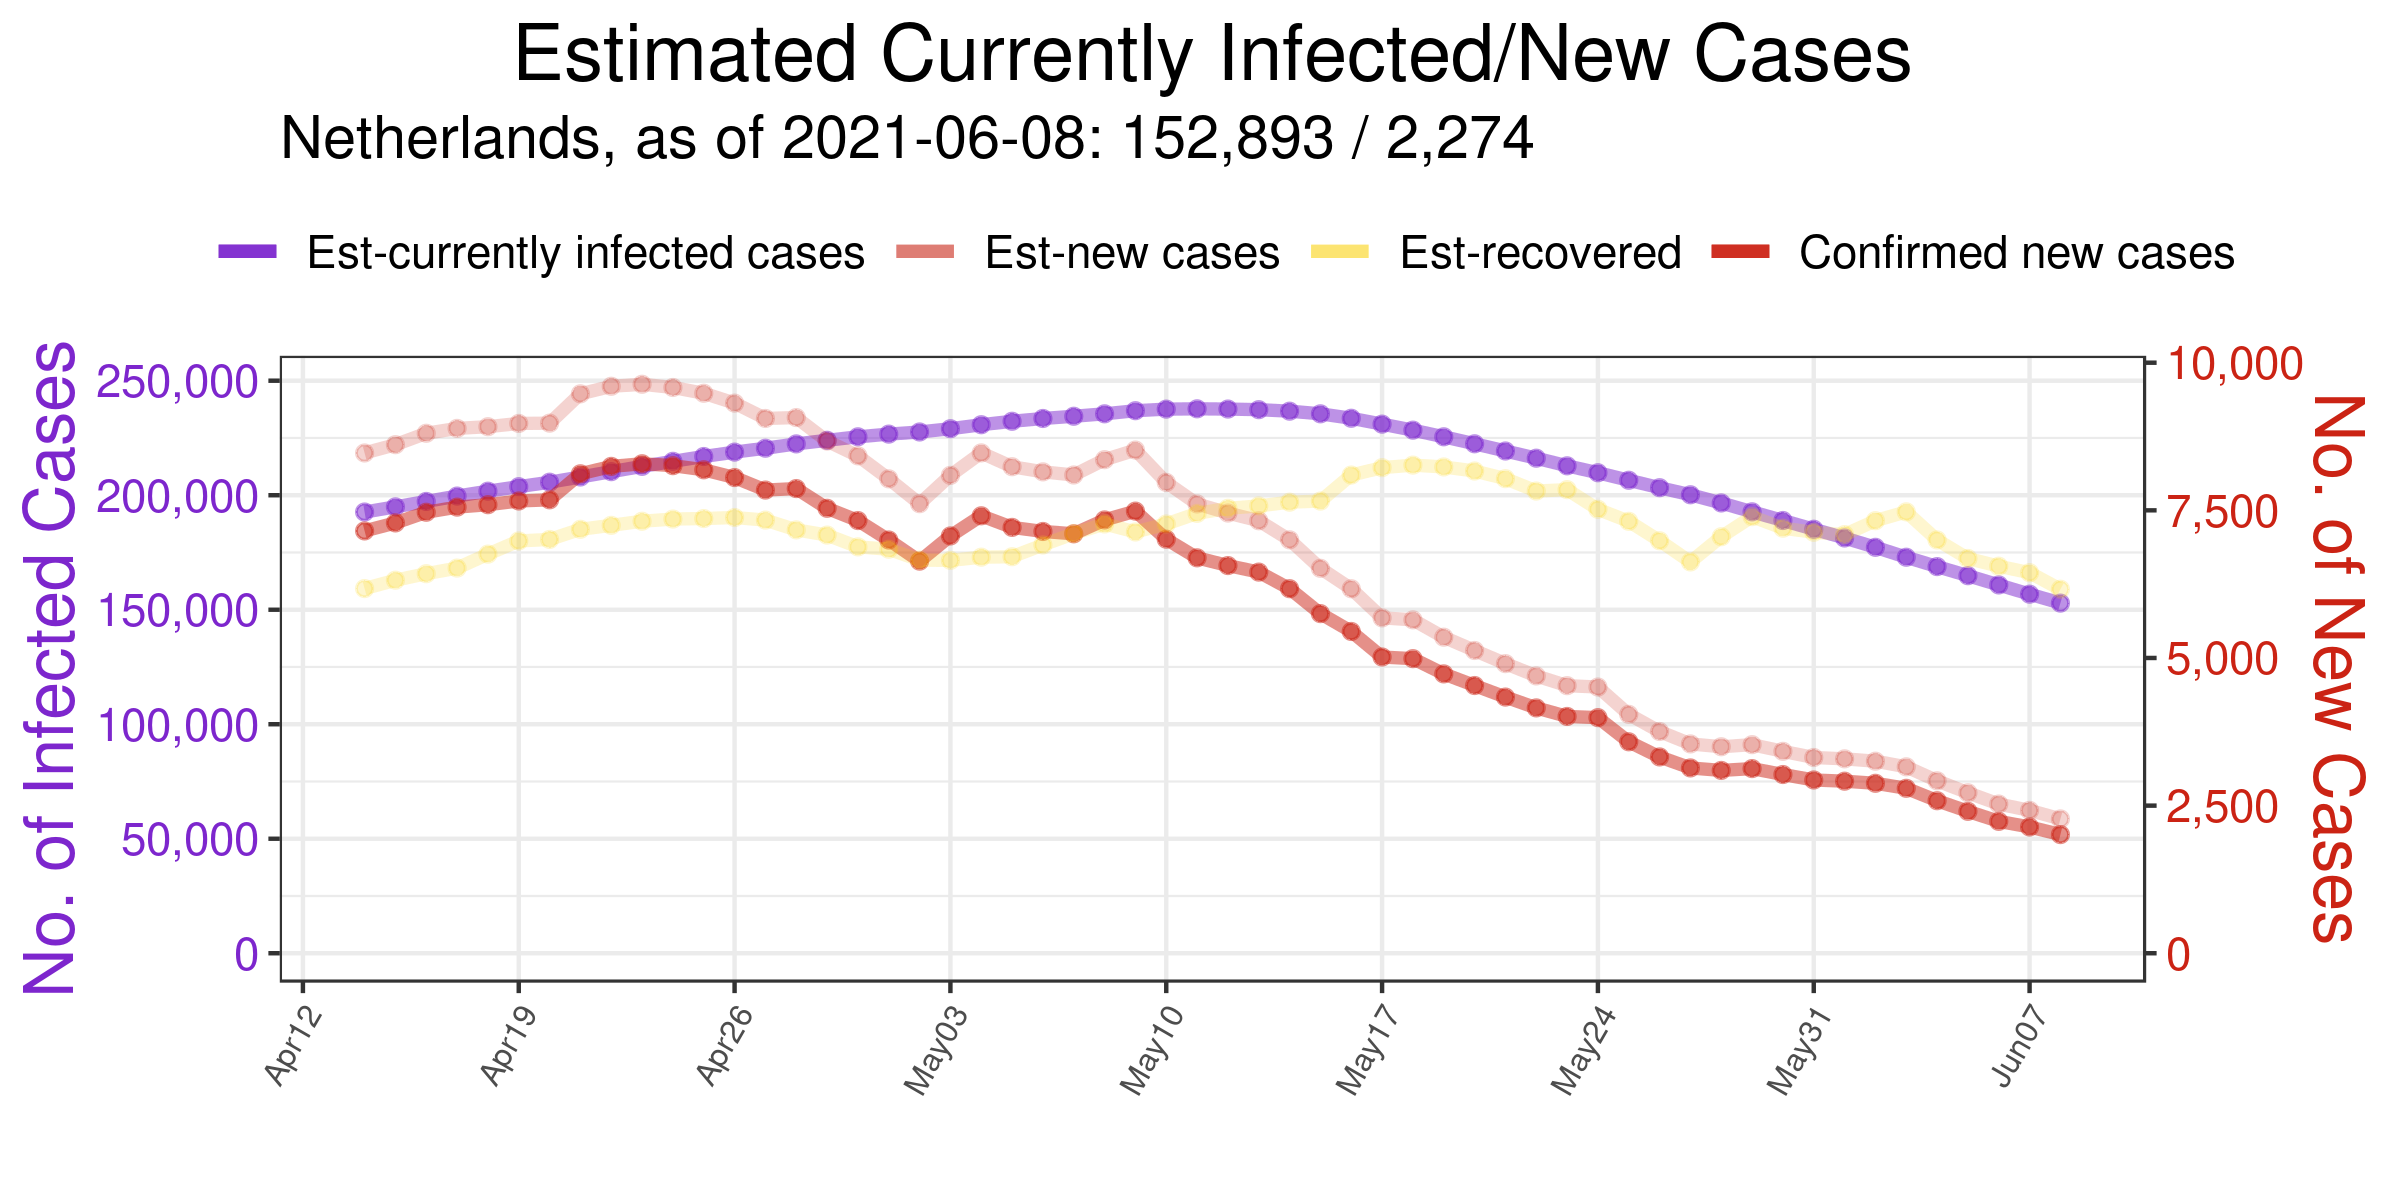 Estimated Currently Infected/New Cases
Netherlands, as of 2021-06-08: 152,893 / 2,274
Est-currently infected cases Est-new cases Est-recovered Confirmed new cases
No. of Infected Cases
250,000
200,000
150,000
100,000
50,000
0
10,000
7,500
5,000
2,500
0
No. of New Cases
Apr12 Apr19 Apr26 May03 May10 May17 May24 May31 Jun07